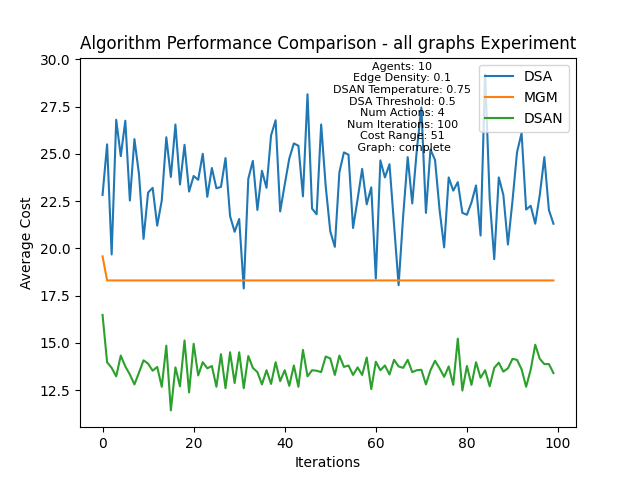 Algorithm Performance Comparison - all graphs Experiment
Agents: 10
Edge Density: 0.1
DSAN Temperature: 0.75
DSA Threshold: 0.5
Num Actions: 4
Num Iterations: 100
Cost Range: 51
Graph: complete
DSA
MGM
DSAN
Average Cost
30.0
27.5
25.0
22.5
20.0
17.5
15.0
12.5
0 20 40 60 80 100
Iterations